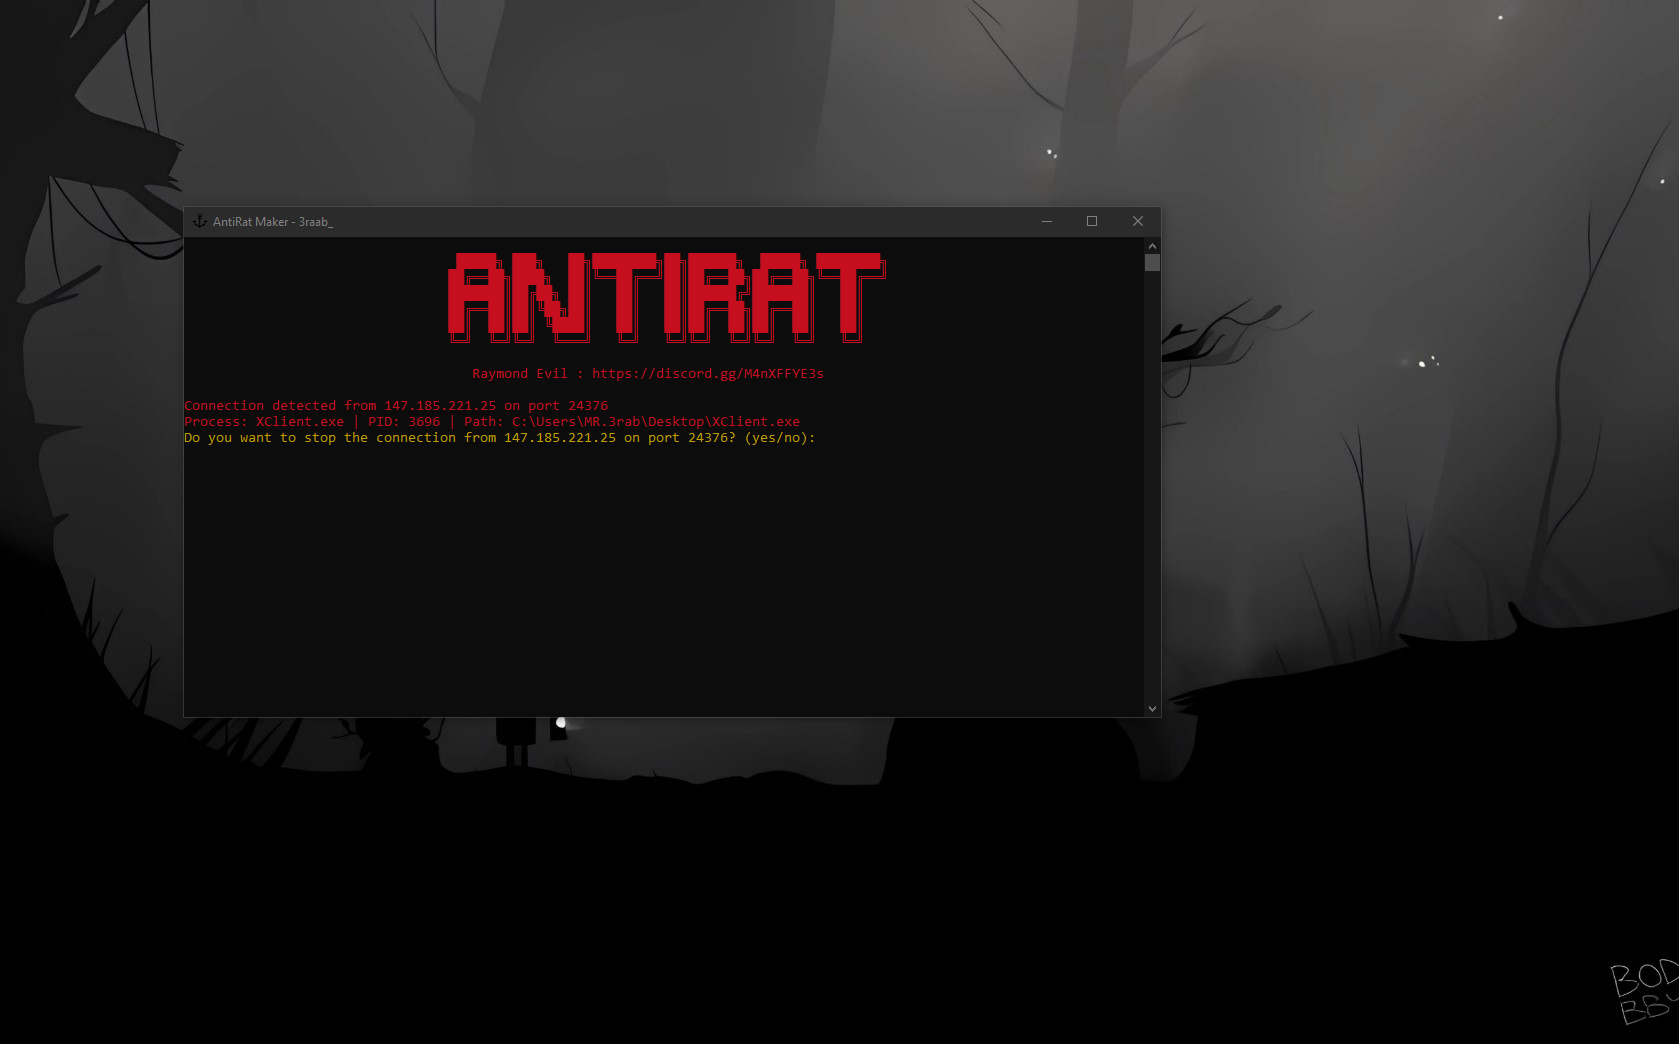 AntiRat Maker - 3raab_
ANTIRAT
Raymond Evil : https://discord.gg/M4nXFFYE3s
Connection detected from 147.185.221.25 on port 24376
Process: XClient.exe | PID: 3696 | Path: C:\Users\MR.3rab\Desktop\XClient.exe
Do you want to stop the connection from 147.185.221.25 on port 24376? (yes/no):